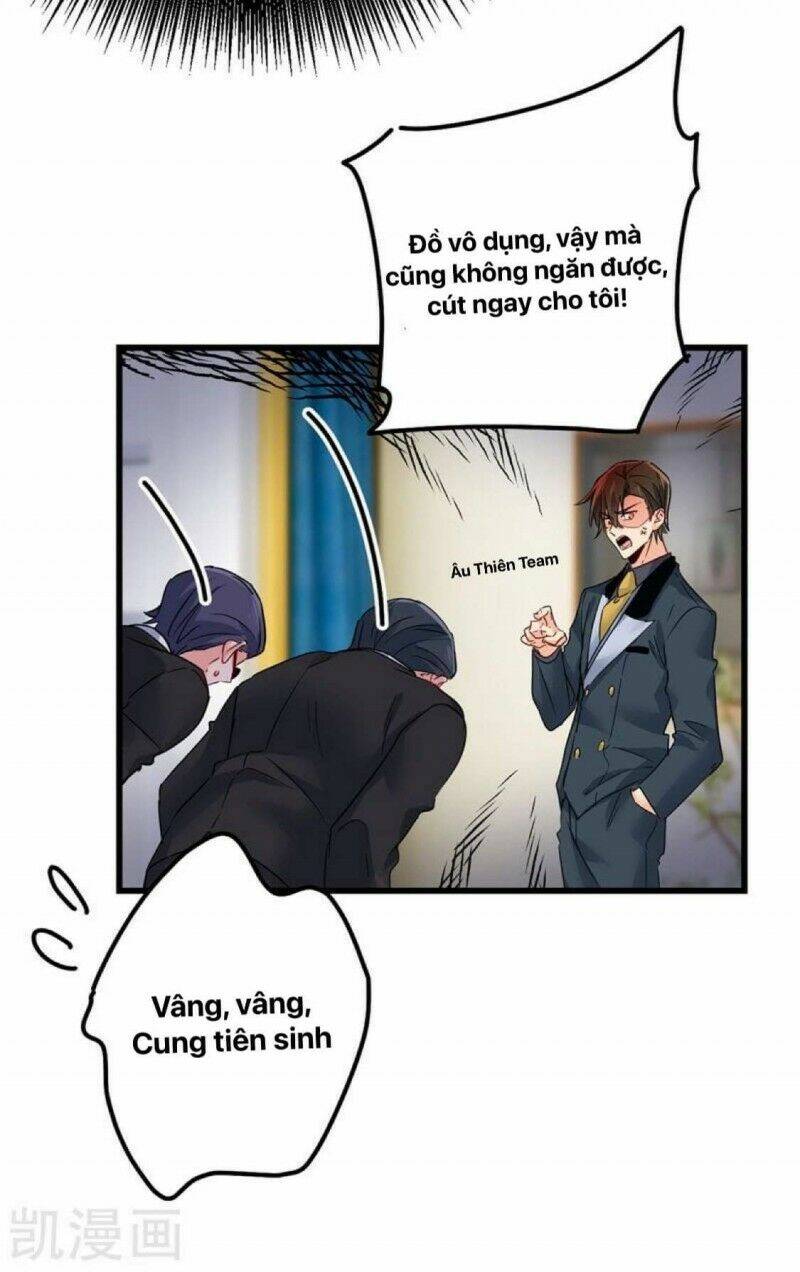 Đồ vô dụng, vậy mà
cũng không ngăn được,
cút ngay cho tôi!
Âu Thiên Team
Vâng, vâng,
Cung tiên sinh
凯漫画